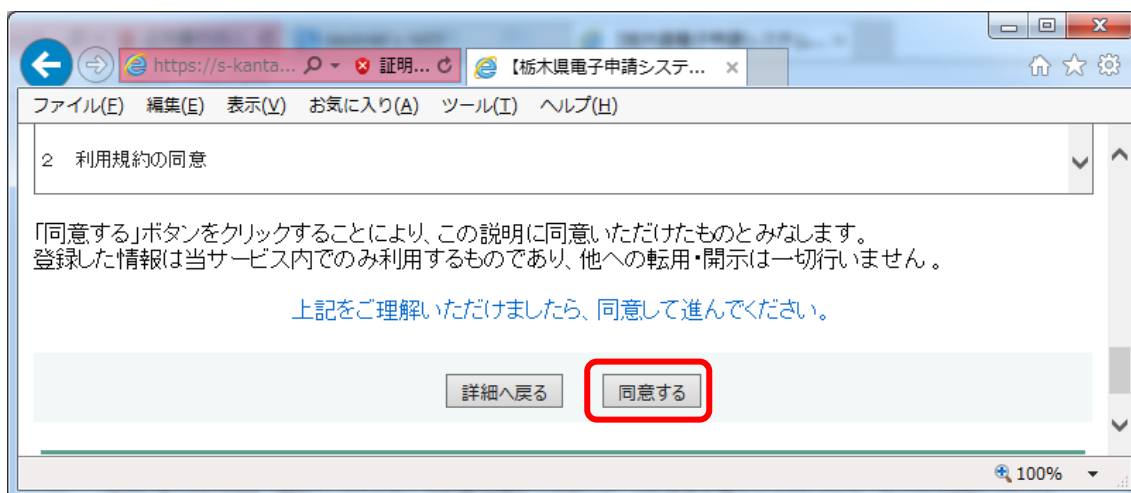 https://s-kanta... 証明... 【栃木県電子申請システ...
ファイル(F) 編集(E) 表示(V) お気に入り(A) ツール(T) ヘルプ(H)
2 利用規約の同意
「同意する」ボタンをクリックすることにより、この説明に同意いただけたものとみなします。
登録した情報は当サービス内でのみ利用するものであり、他への転用・開示は一切行いません。
上記をご理解いただけましたら、同意して進んでください。
詳細へ戻る 同意する
100%